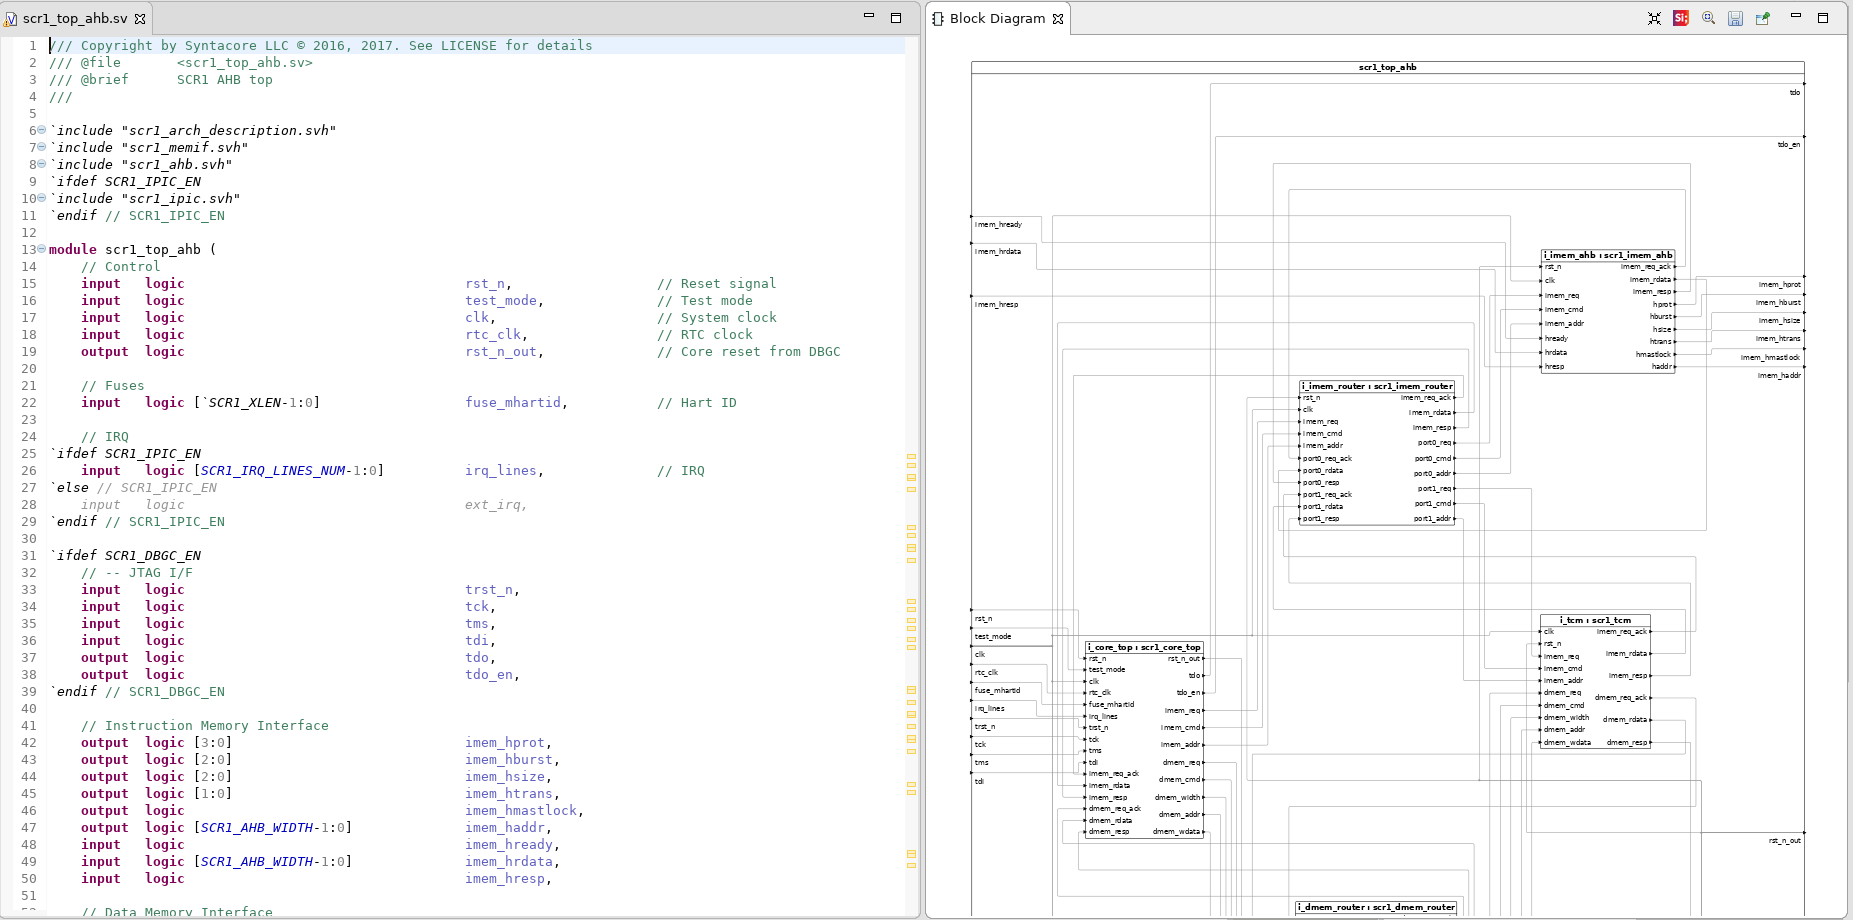 scr1_top_ahb.sv
1 /// Copyright by Syntacore LLC © 2016, 2017. See LICENSE for details
2 /// @file <scr1_top_ahb.sv>
3 /// @brief SCR1 AHB top
4 ///
5
6 `include "scr1_arch_description.svh"
7 `include "scr1_memif.svh"
8 `include "scr1_ahb.svh"
9 `ifdef SCR1_IPIC_EN
10 `include "scr1_ipic.svh"
11 `endif // SCR1_IPIC_EN
12
13 module scr1_top_ahb (
14 // Control
15 input logic rst_n, // Reset signal
16 input logic test_mode, // Test mode
17 input logic clk, // System clock
18 input logic rtc_clk, // RTC clock
19 output logic rst_n_out, // Core reset from DBGC
20
21 // Fuses
22 input logic [`SCR1_XLEN-1:0] fuse_mhartid, // Hart ID
23
24 // IRQ
25 `ifdef SCR1_IPIC_EN
26 input logic [SCR1_IRQ_LINES_NUM-1:0] irq_lines, // IRQ
27 `else // SCR1_IPIC_EN
28 input logic ext_irq,
29 `endif // SCR1_IPIC_EN
30
31 `ifdef SCR1_DBGC_EN
32 // -- JTAG I/F
33 input logic trst_n,
34 input logic tck,
35 input logic tms,
36 input logic tdi,
37 output logic tdo,
38 output logic tdo_en,
39 `endif // SCR1_DBGC_EN
40
41 // Instruction Memory Interface
42 output logic [3:0] imem_hprot,
43 output logic [2:0] imem_hburst,
44 output logic [2:0] imem_hsize,
45 output logic [1:0] imem_htrans,
46 output logic imem_hmastlock,
47 output logic [SCR1_AHB_WIDTH-1:0] imem_haddr,
48 input logic imem_hready,
49 input logic [SCR1_AHB_WIDTH-1:0] imem_hrdata,
50 input logic imem_hresp,
51
// Data Memory Interface
Block Diagram
scr1_top_ahb
tdo
tdo_en
imem_hready
imem_hrdata
imem_hresp
i_imem_ahb : scr1_imem_ahb
rst_n
clk
imem_req
imem_cmd
imem_addr
hready
hrdata
hresp
imem_req_ack
imem_rdata
imem_resp
hprot
hburst
hsize
htrans
hmastlock
haddr
imem_hprot
imem_hburst
imem_hsize
imem_htrans
imem_hmastlock
imem_haddr
i_imem_router : scr1_imem_router
rst_n
clk
imem_req
imem_cmd
imem_addr
port0_req_ack
port0_rdata
port0_resp
port1_req_ack
port1_rdata
port1_resp
imem_req_ack
imem_rdata
imem_resp
port0_req
port0_cmd
port0_addr
port1_req
port1_cmd
port1_addr
rst_n
test_mode
clk
rtc_clk
fuse_mhartid
irq_lines
trst_n
tck
tms
tdi
i_core_top : scr1_core_top
rst_n
test_mode
clk
rtc_clk
fuse_mhartid
irq_lines
trst_n
tck
tms
tdi
imem_req_ack
imem_rdata
imem_resp
dmem_req_ack
dmem_rdata
dmem_resp
rst_n_out
tdo
tdo_en
imem_req
imem_cmd
imem_addr
dmem_req
dmem_cmd
dmem_width
dmem_addr
dmem_wdata
i_tcm : scr1_tcm
clk
rst_n
imem_req
imem_cmd
imem_addr
dmem_req
dmem_cmd
dmem_width
dmem_addr
dmem_wdata
imem_req_ack
imem_rdata
imem_resp
dmem_req_ack
dmem_rdata
dmem_resp
rst_n_out
i_dmem_router : scr1_dmem_router